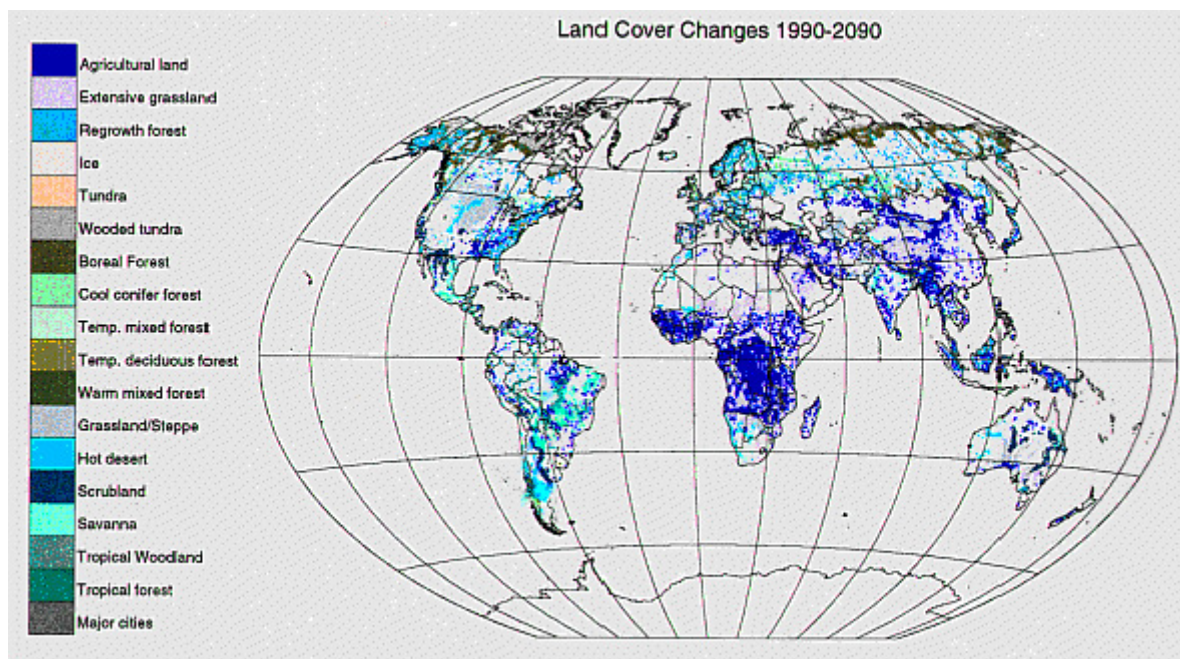 Land Cover Changes 1990-2090
Agricultural land
Extensive grassland
Regrowth forest
Ice
Tundra
Wooded tundra
Boreal Forest
Cool conifer forest
Temp. mixed forest
Temp. deciduous forest
Warm mixed forest
Grassland/Steppe
Hot desert
Scrubland
Savanna
Tropical Woodland
Tropical forest
Major cities